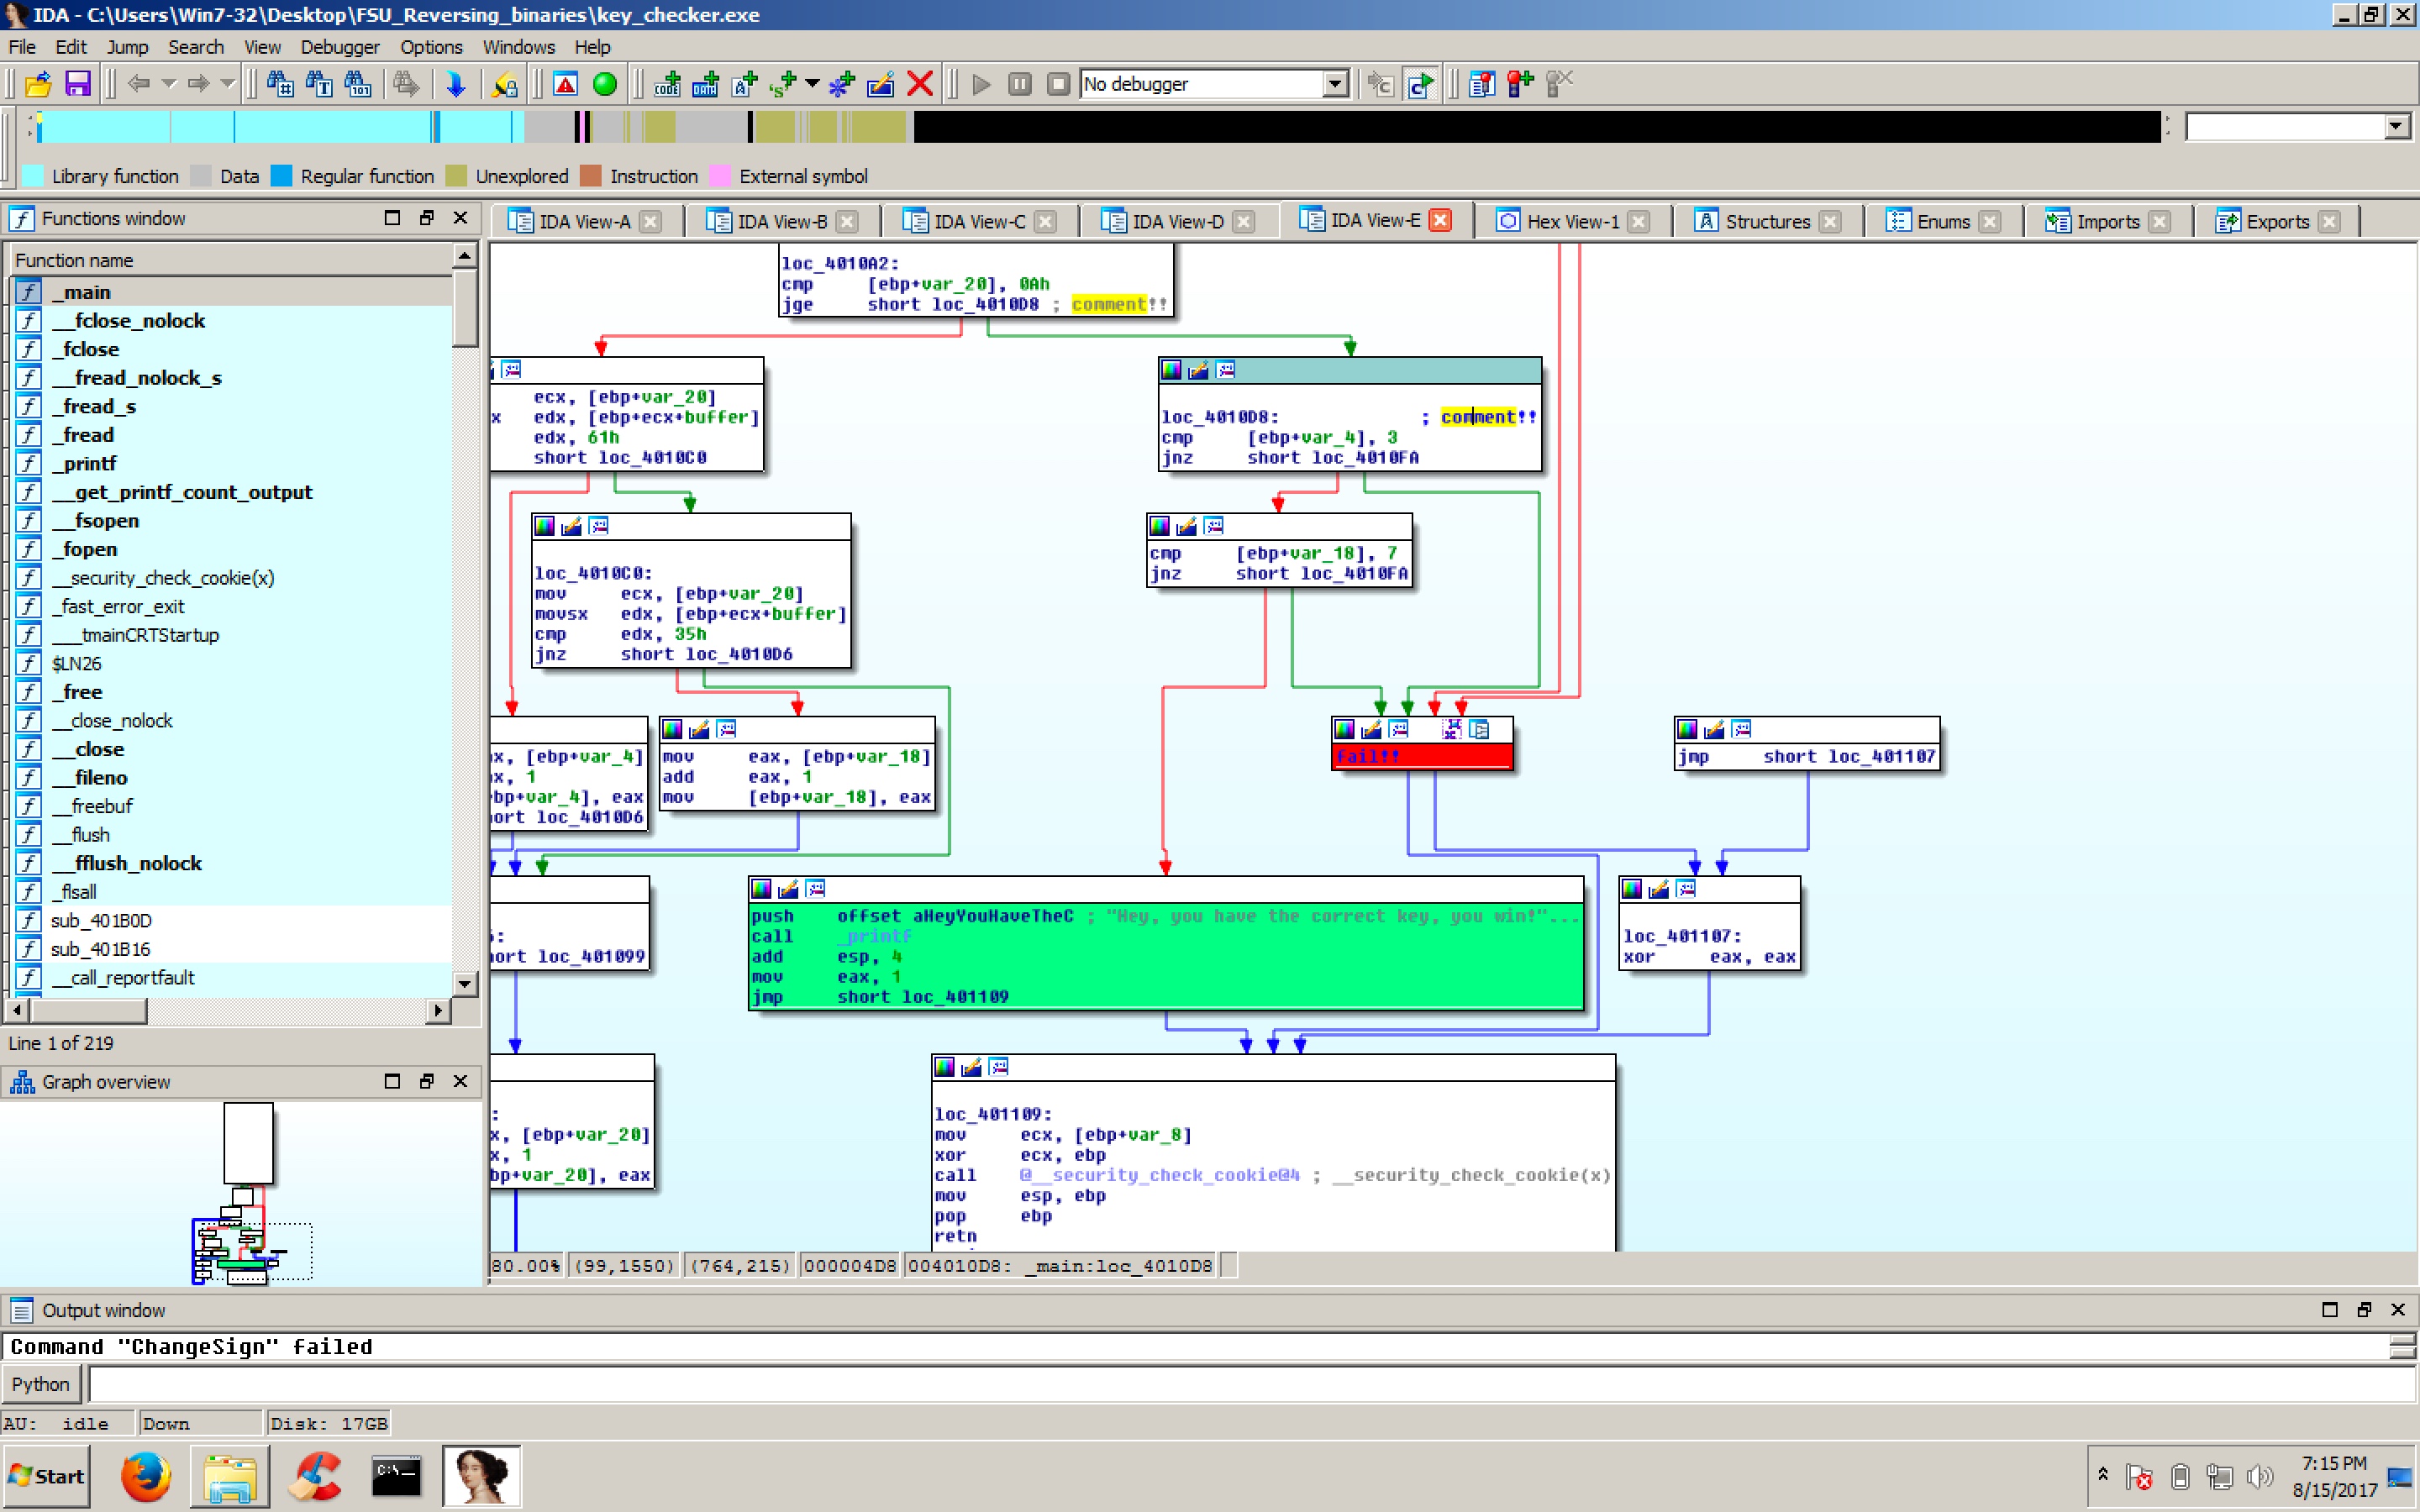 IDA - C:\Users\Win7-32\Desktop\FSU_Reversing_binaries\key_checker.exe
File Edit Jump Search View Debugger Options Windows Help
No debugger
Library function Data Regular function Unexplored Instruction External symbol
Functions window
IDA View-A IDA View-B IDA View-C IDA View-D IDA View-E Hex View-1 Structures Enums Imports Exports
Function name
_main
__fclose_nolock
_fclose
__fread_nolock_s
_fread_s
_fread
_printf
__get_printf_count_output
__fsopen
_fopen
__security_check_cookie(x)
_fast_error_exit
___tmainCRTStartup
$LN26
_free
__close_nolock
__close
__fileno
__freebuf
__flush
__fflush_nolock
_flsall
sub_401B0D
sub_401B16
__call_reportfault
Line 1 of 219
Graph overview
loc_4010A2:
cmp [ebp+var_20], 0Ah
jge short loc_4010D8 ; comment!!
ecx, [ebp+var_20]
x edx, [ebp+ecx+buffer]
edx, 61h
short loc_4010C0
loc_4010D8: ; comment!!
cmp [ebp+var_4], 3
jnz short loc_4010FA
loc_4010C0:
mov ecx, [ebp+var_20]
movsx edx, [ebp+ecx+buffer]
cmp edx, 35h
jnz short loc_4010D6
cmp [ebp+var_18], 7
jnz short loc_4010FA
x, [ebp+var_4]
x, 1
bp+var_4], eax
ort loc_4010D6
mov eax, [ebp+var_18]
add eax, 1
mov [ebp+var_18], eax
fail!!
jmp short loc_401107
:
ort loc_401099
push offset aHeyYouHaveTheC ; "Hey, you have the correct key, you win!"...
call _printf
add esp, 4
mov eax, 1
jmp short loc_401109
loc_401107:
xor eax, eax
:
x, [ebp+var_20]
x, 1
bp+var_20], eax
loc_401109:
mov ecx, [ebp+var_8]
xor ecx, ebp
call @__security_check_cookie@4 ; __security_check_cookie(x)
mov esp, ebp
pop ebp
retn
80.00% (99,1550) (764,215) 000004D8 004010D8: _main:loc_4010D8
Output window
Command "ChangeSign" failed
Python
AU: idle Down Disk: 17GB
Start
7:15 PM
8/15/2017